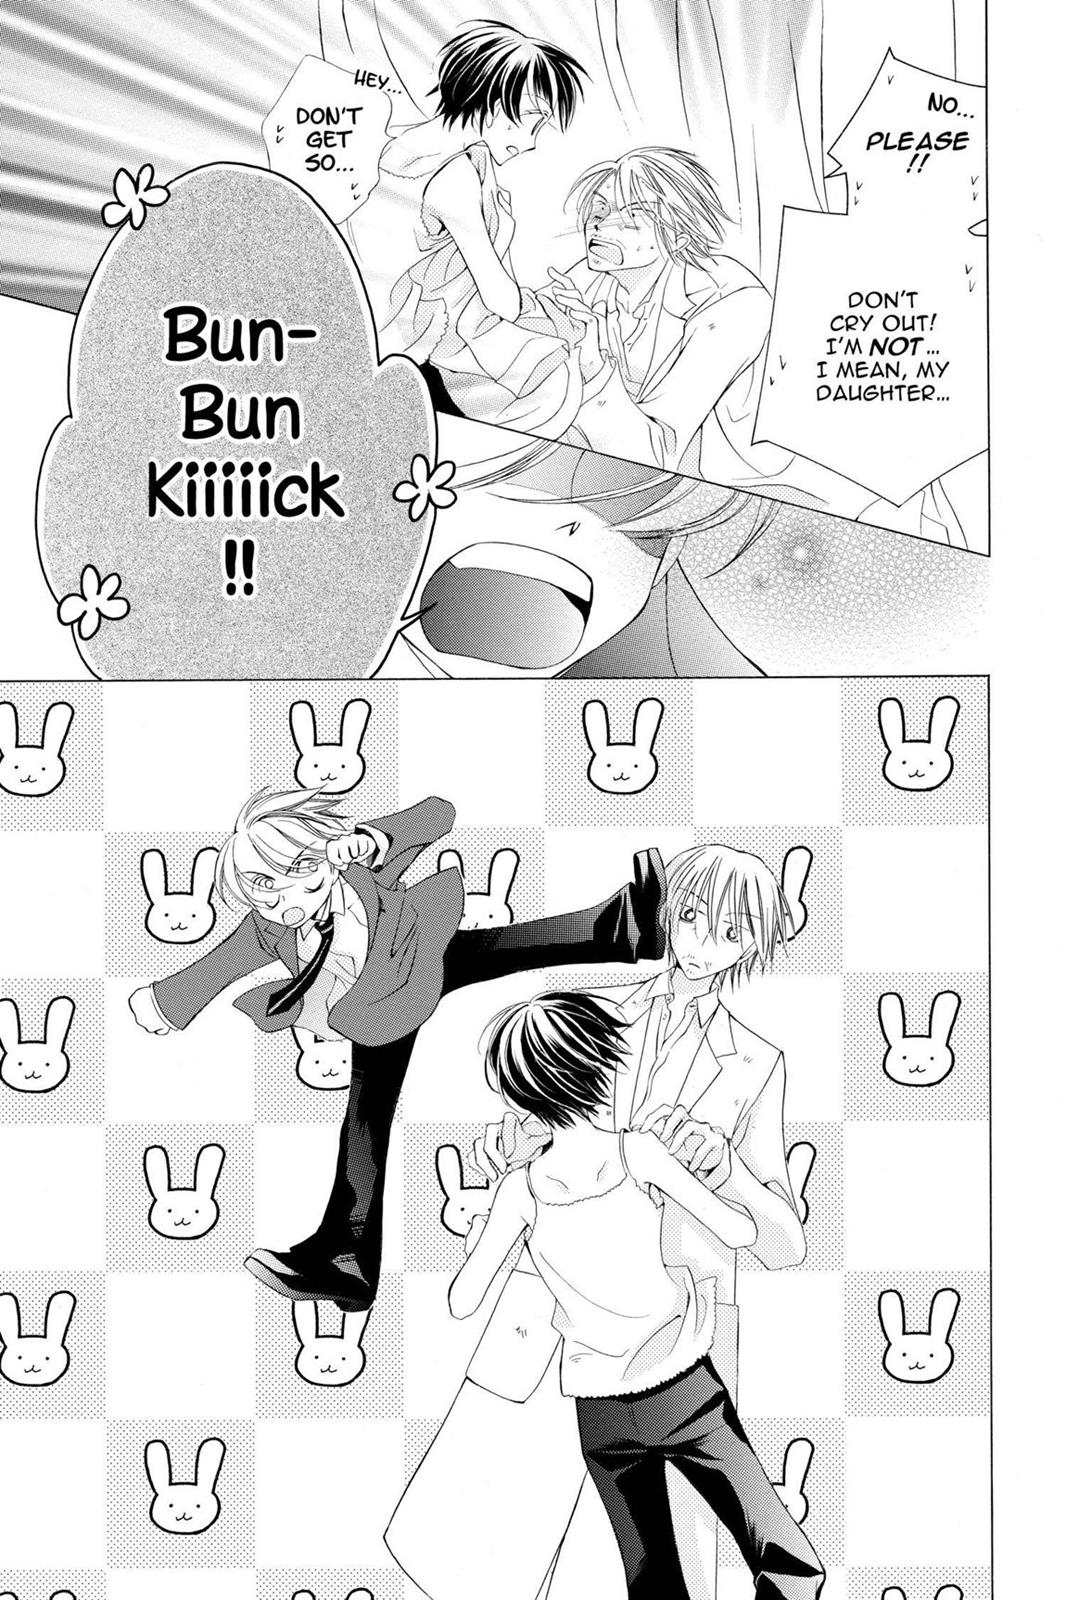 NO...
PLEASE
!!
DON'T
CRY OUT!
I'M NOT...
I MEAN, MY
DAUGHTER...
HEY...
DON'T
GET
SO...
Bun-
Bun
Kiiiiick
!!